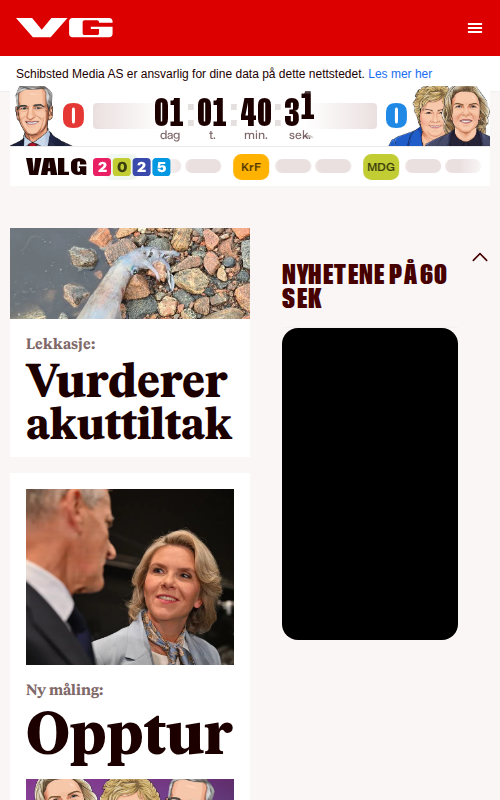 VG
Schibsted Media AS er ansvarlig for dine data på dette nettstedet. Les mer her
0 01 : 01 : 40 : 31 0
dag t. min. sek.
VALG 2025 KrF MDG
Lekkasje:
Vurderer
akuttiltak
NYHETENE PÅ 60
SEK
Ny måling:
Opptur